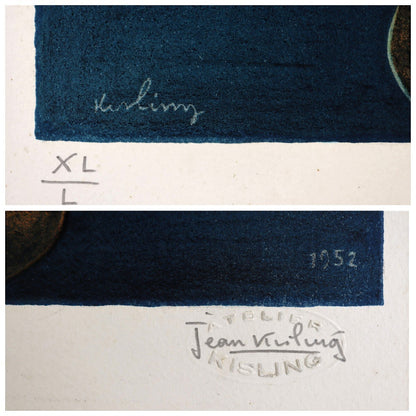 Kisling
XL
L
1952
ATELIER
Jean Kisling
KISLING